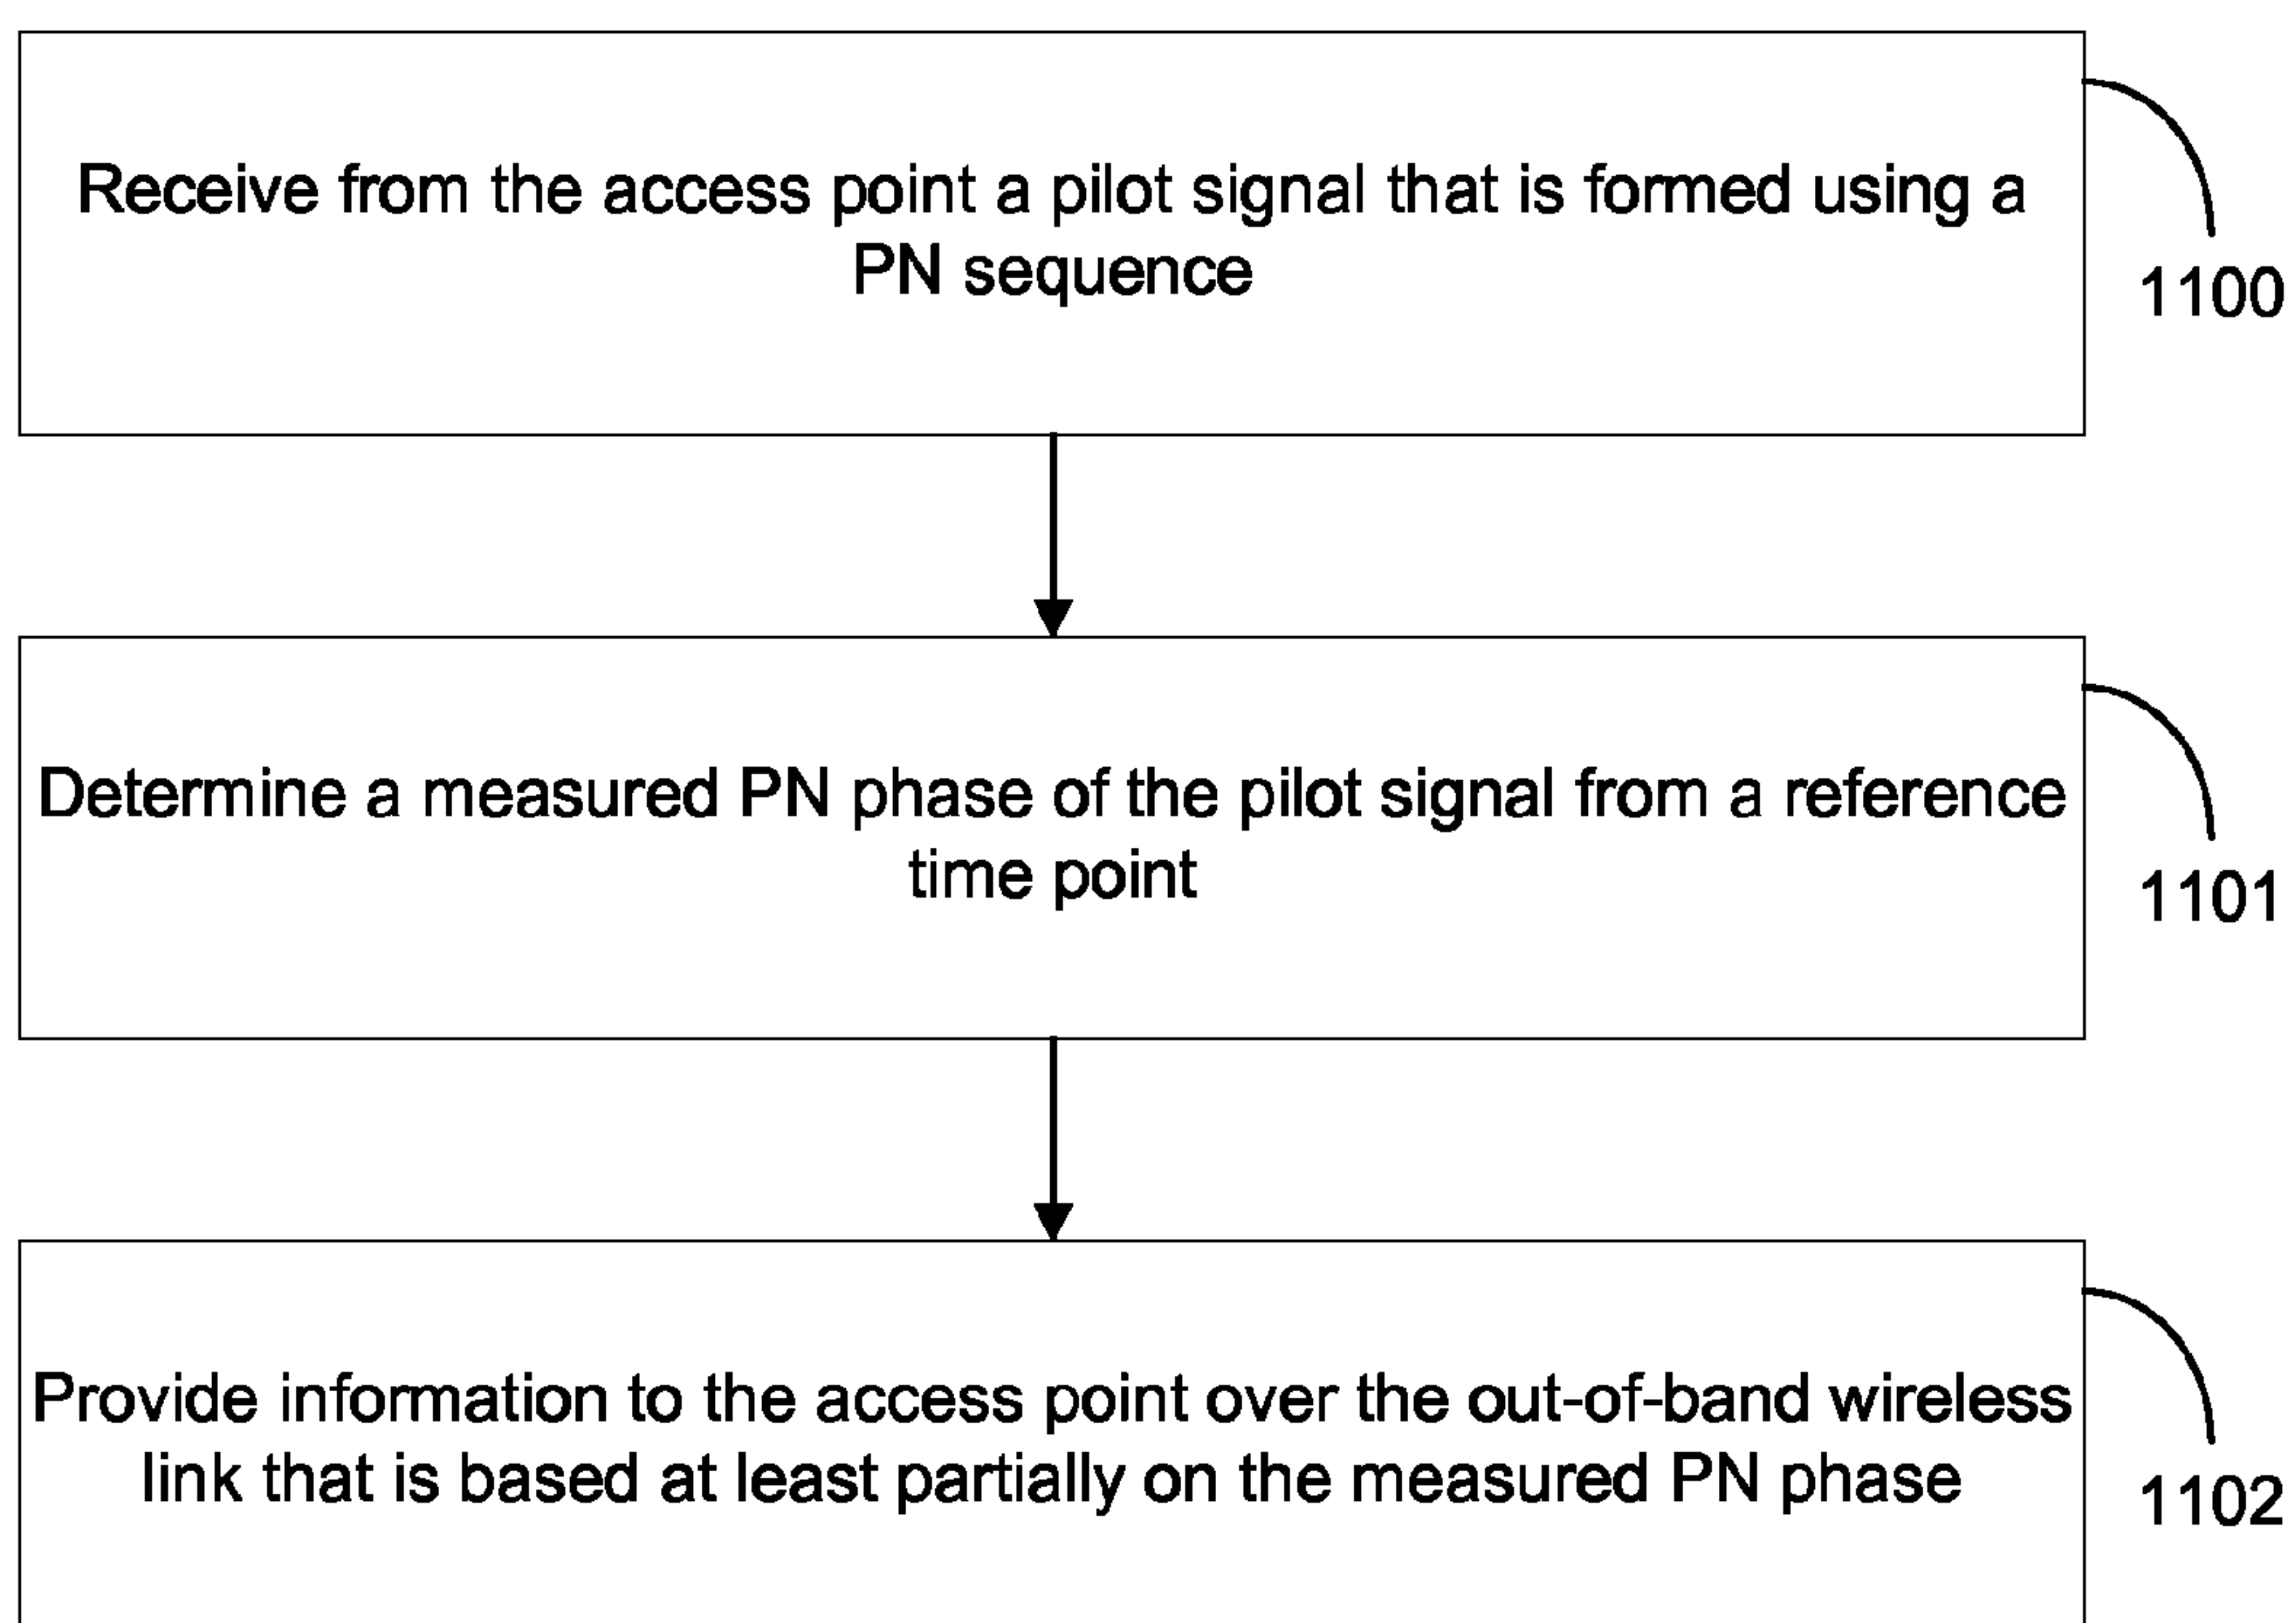 Receive from the access point a pilot signal that is formed using a
PN sequence
1100
Determine a measured PN phase of the pilot signal from a reference
time point
1101
Provide information to the access point over the out-of-band wireless
link that is based at least partially on the measured PN phase
1102